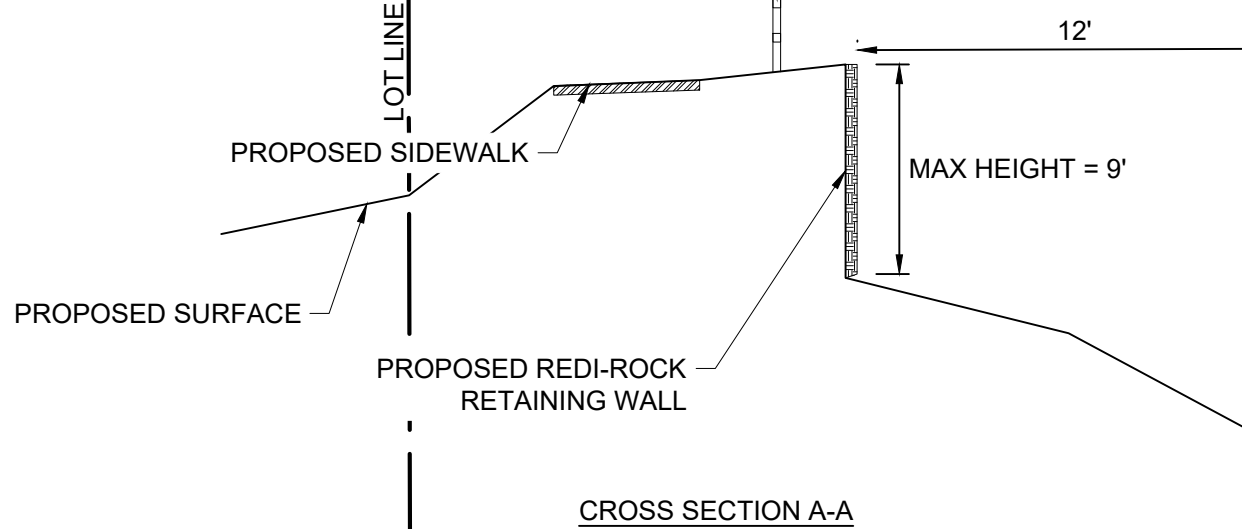 LOT LINE
12'
PROPOSED SIDEWALK
MAX HEIGHT = 9'
PROPOSED SURFACE
PROPOSED REDI-ROCK
RETAINING WALL
CROSS SECTION A-A